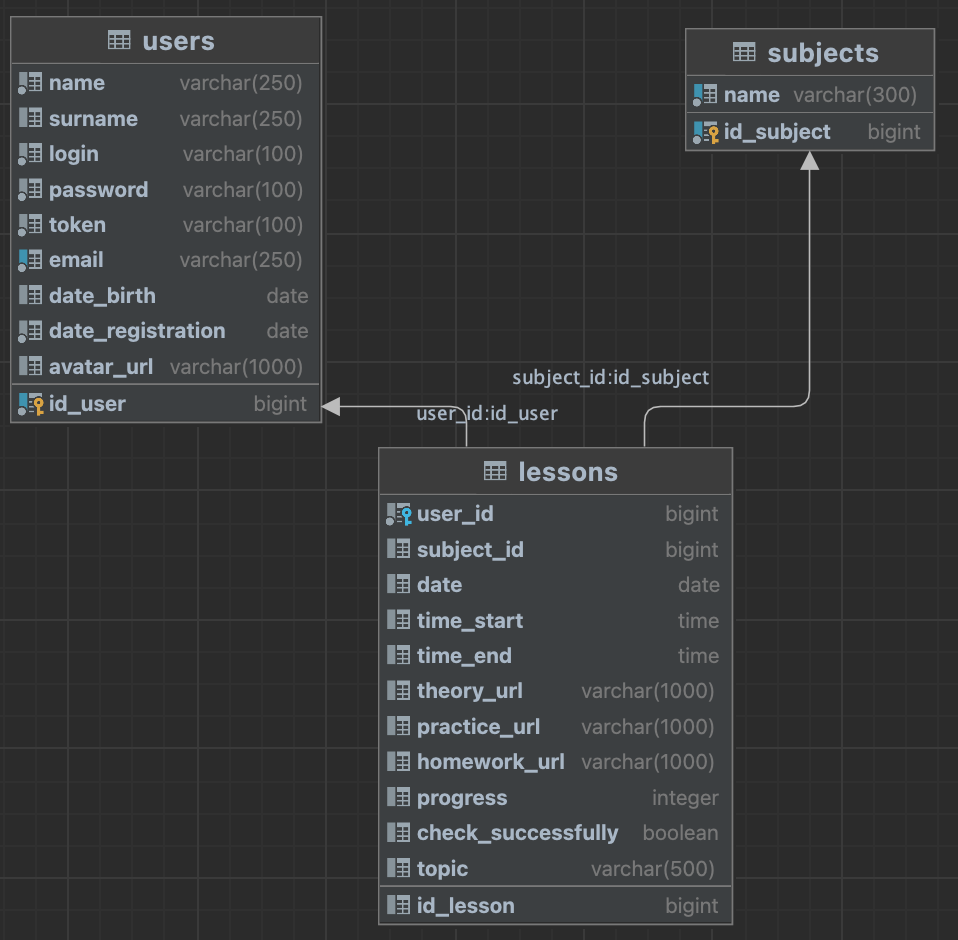 users
name varchar(250)
surname varchar(250)
login varchar(100)
password varchar(100)
token varchar(100)
email varchar(250)
date_birth date
date_registration date
avatar_url varchar(1000)
id_user bigint
subjects
name varchar(300)
id_subject bigint
subject_id:id_subject
user_id:id_user
lessons
user_id bigint
subject_id bigint
date date
time_start time
time_end time
theory_url varchar(1000)
practice_url varchar(1000)
homework_url varchar(1000)
progress integer
check_successfully boolean
topic varchar(500)
id_lesson bigint